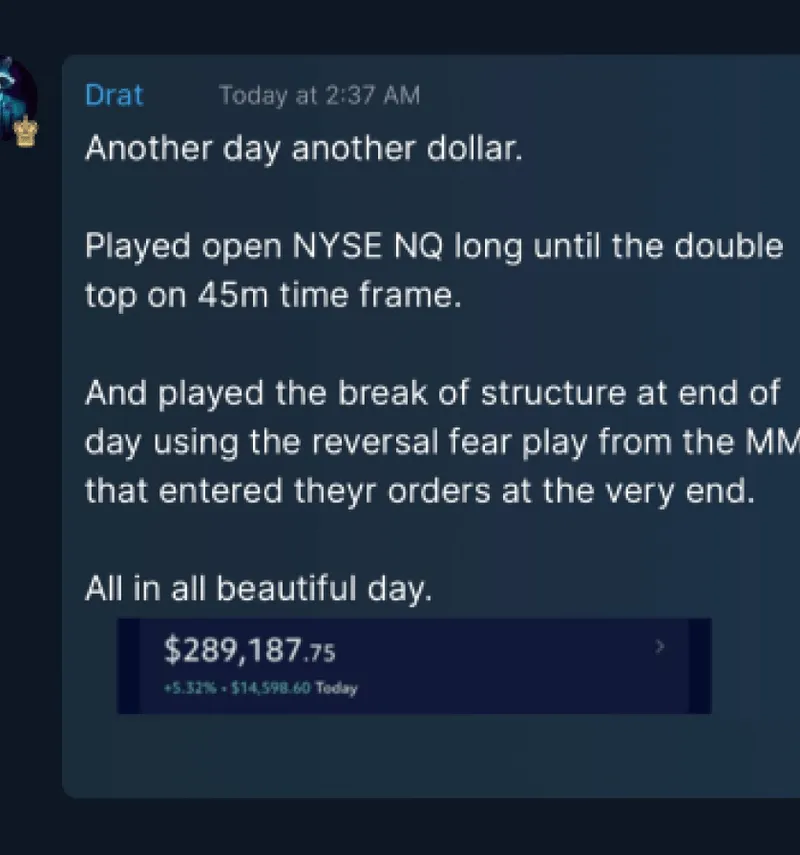 Drat Today at 2:37 AM
Another day another dollar.
Played open NYSE NQ long until the double
top on 45m time frame.
And played the break of structure at end of
day using the reversal fear play from the MM
that entered theyr orders at the very end.
All in all beautiful day.
$289,187.75
+5.32% - $14,598.60 Today